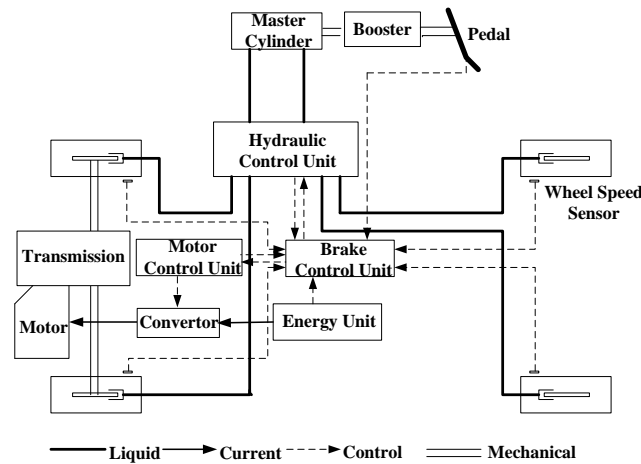 Master
Cylinder
Booster
Pedal
Hydraulic
Control Unit
Wheel Speed
Sensor
Transmission
Motor
Control Unit
Brake
Control Unit
Motor
Convertor
Energy Unit
Liquid
Current
Control
Mechanical